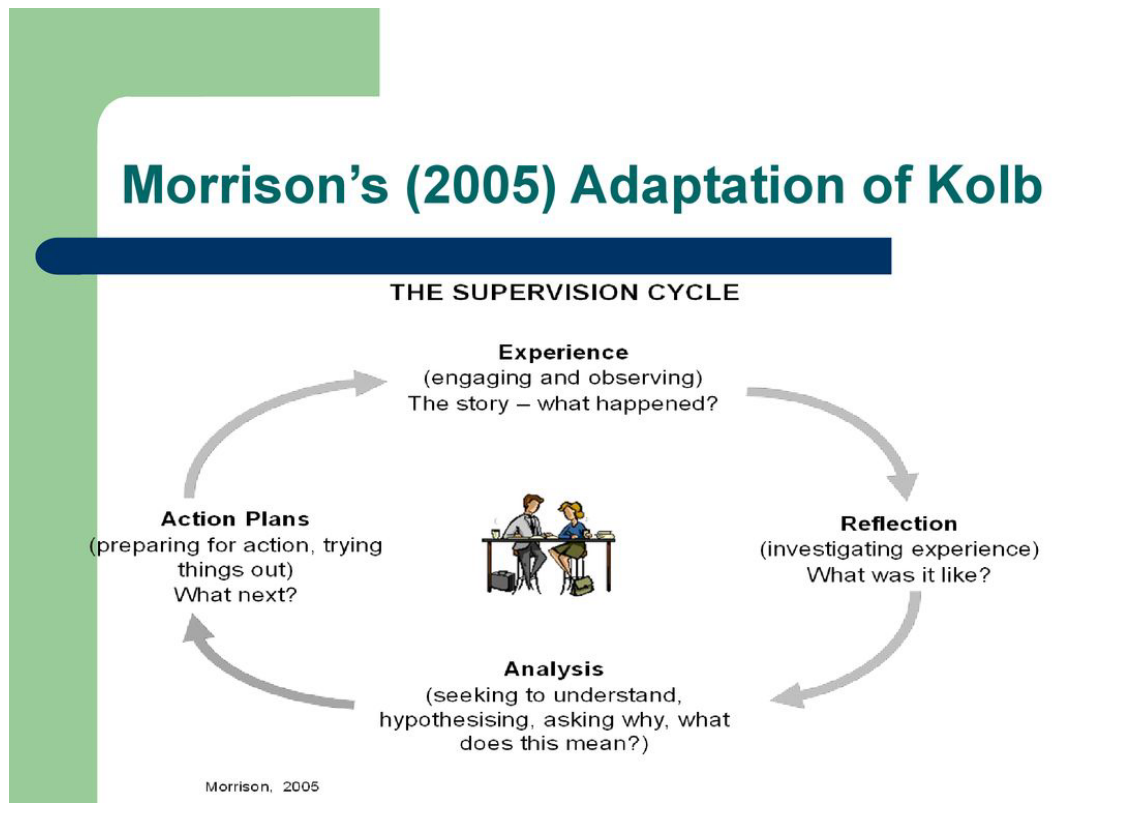 Morrison’s (2005) Adaptation of Kolb
THE SUPERVISION CYCLE
Experience
(engaging and observing)
The story – what happened?
Reflection
(investigating experience)
What was it like?
Analysis
(seeking to understand,
hypothesising, asking why, what
does this mean?)
Action Plans
(preparing for action, trying
things out)
What next?
Morrison, 2005